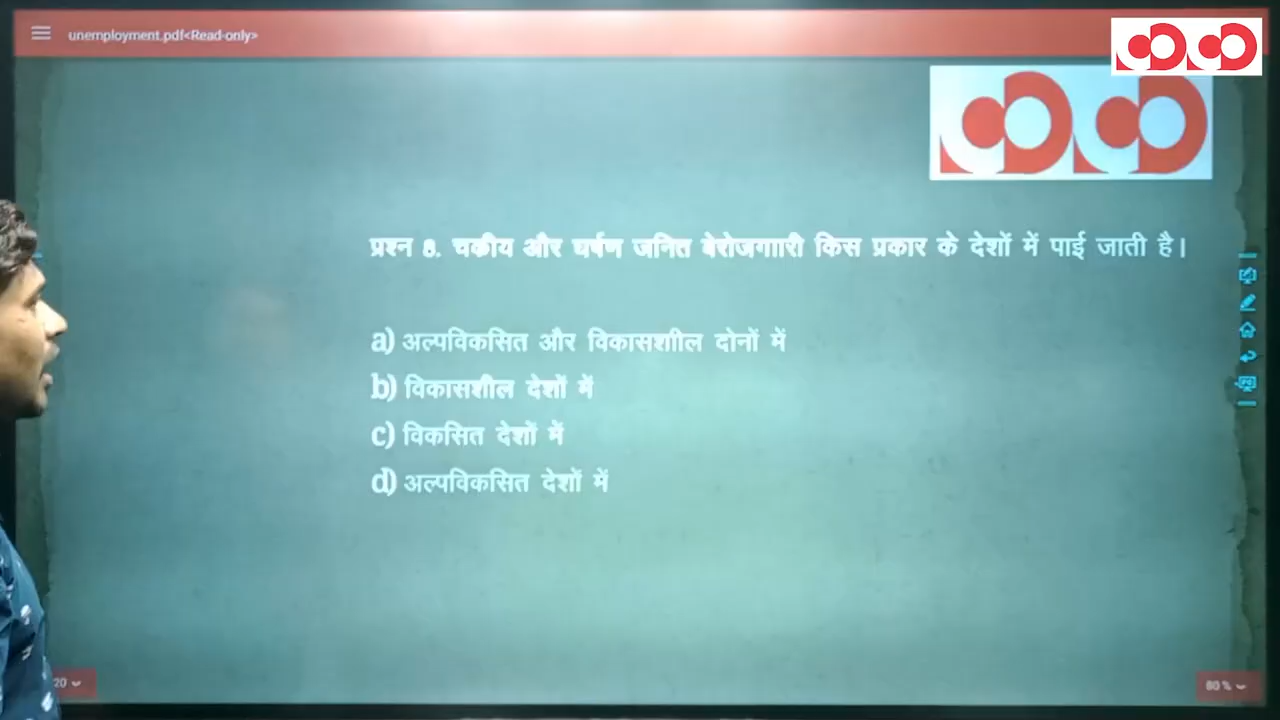 unemployment.pdf<Read-only>
प्रश्न 8. चकीय और घर्षण जनित बेरोजगाारी किस प्रकार के देशों में पाई जाती है।
a) अल्पविकसित और विकासशाील दोनों में
b) विकासशील देशों में
c) विकसित देशों में
d) अल्पविकसित देशों में
20
80 %